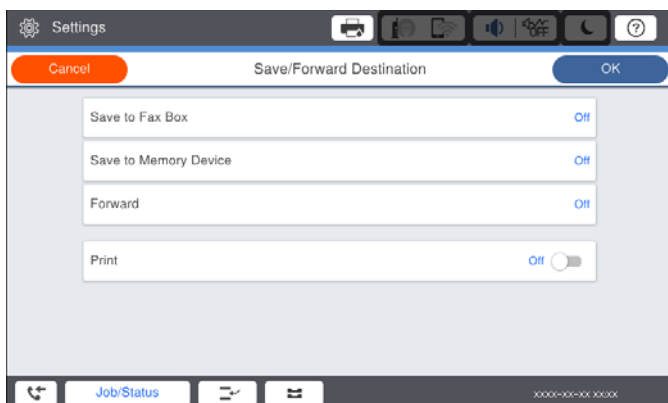 Settings
OFF
?
Cancel
Save/Forward Destination
OK
Save to Fax Box
Off
Save to Memory Device
Off
Forward
Off
Print
Off
Job/Status
xxxx-xx-xx xx:xx